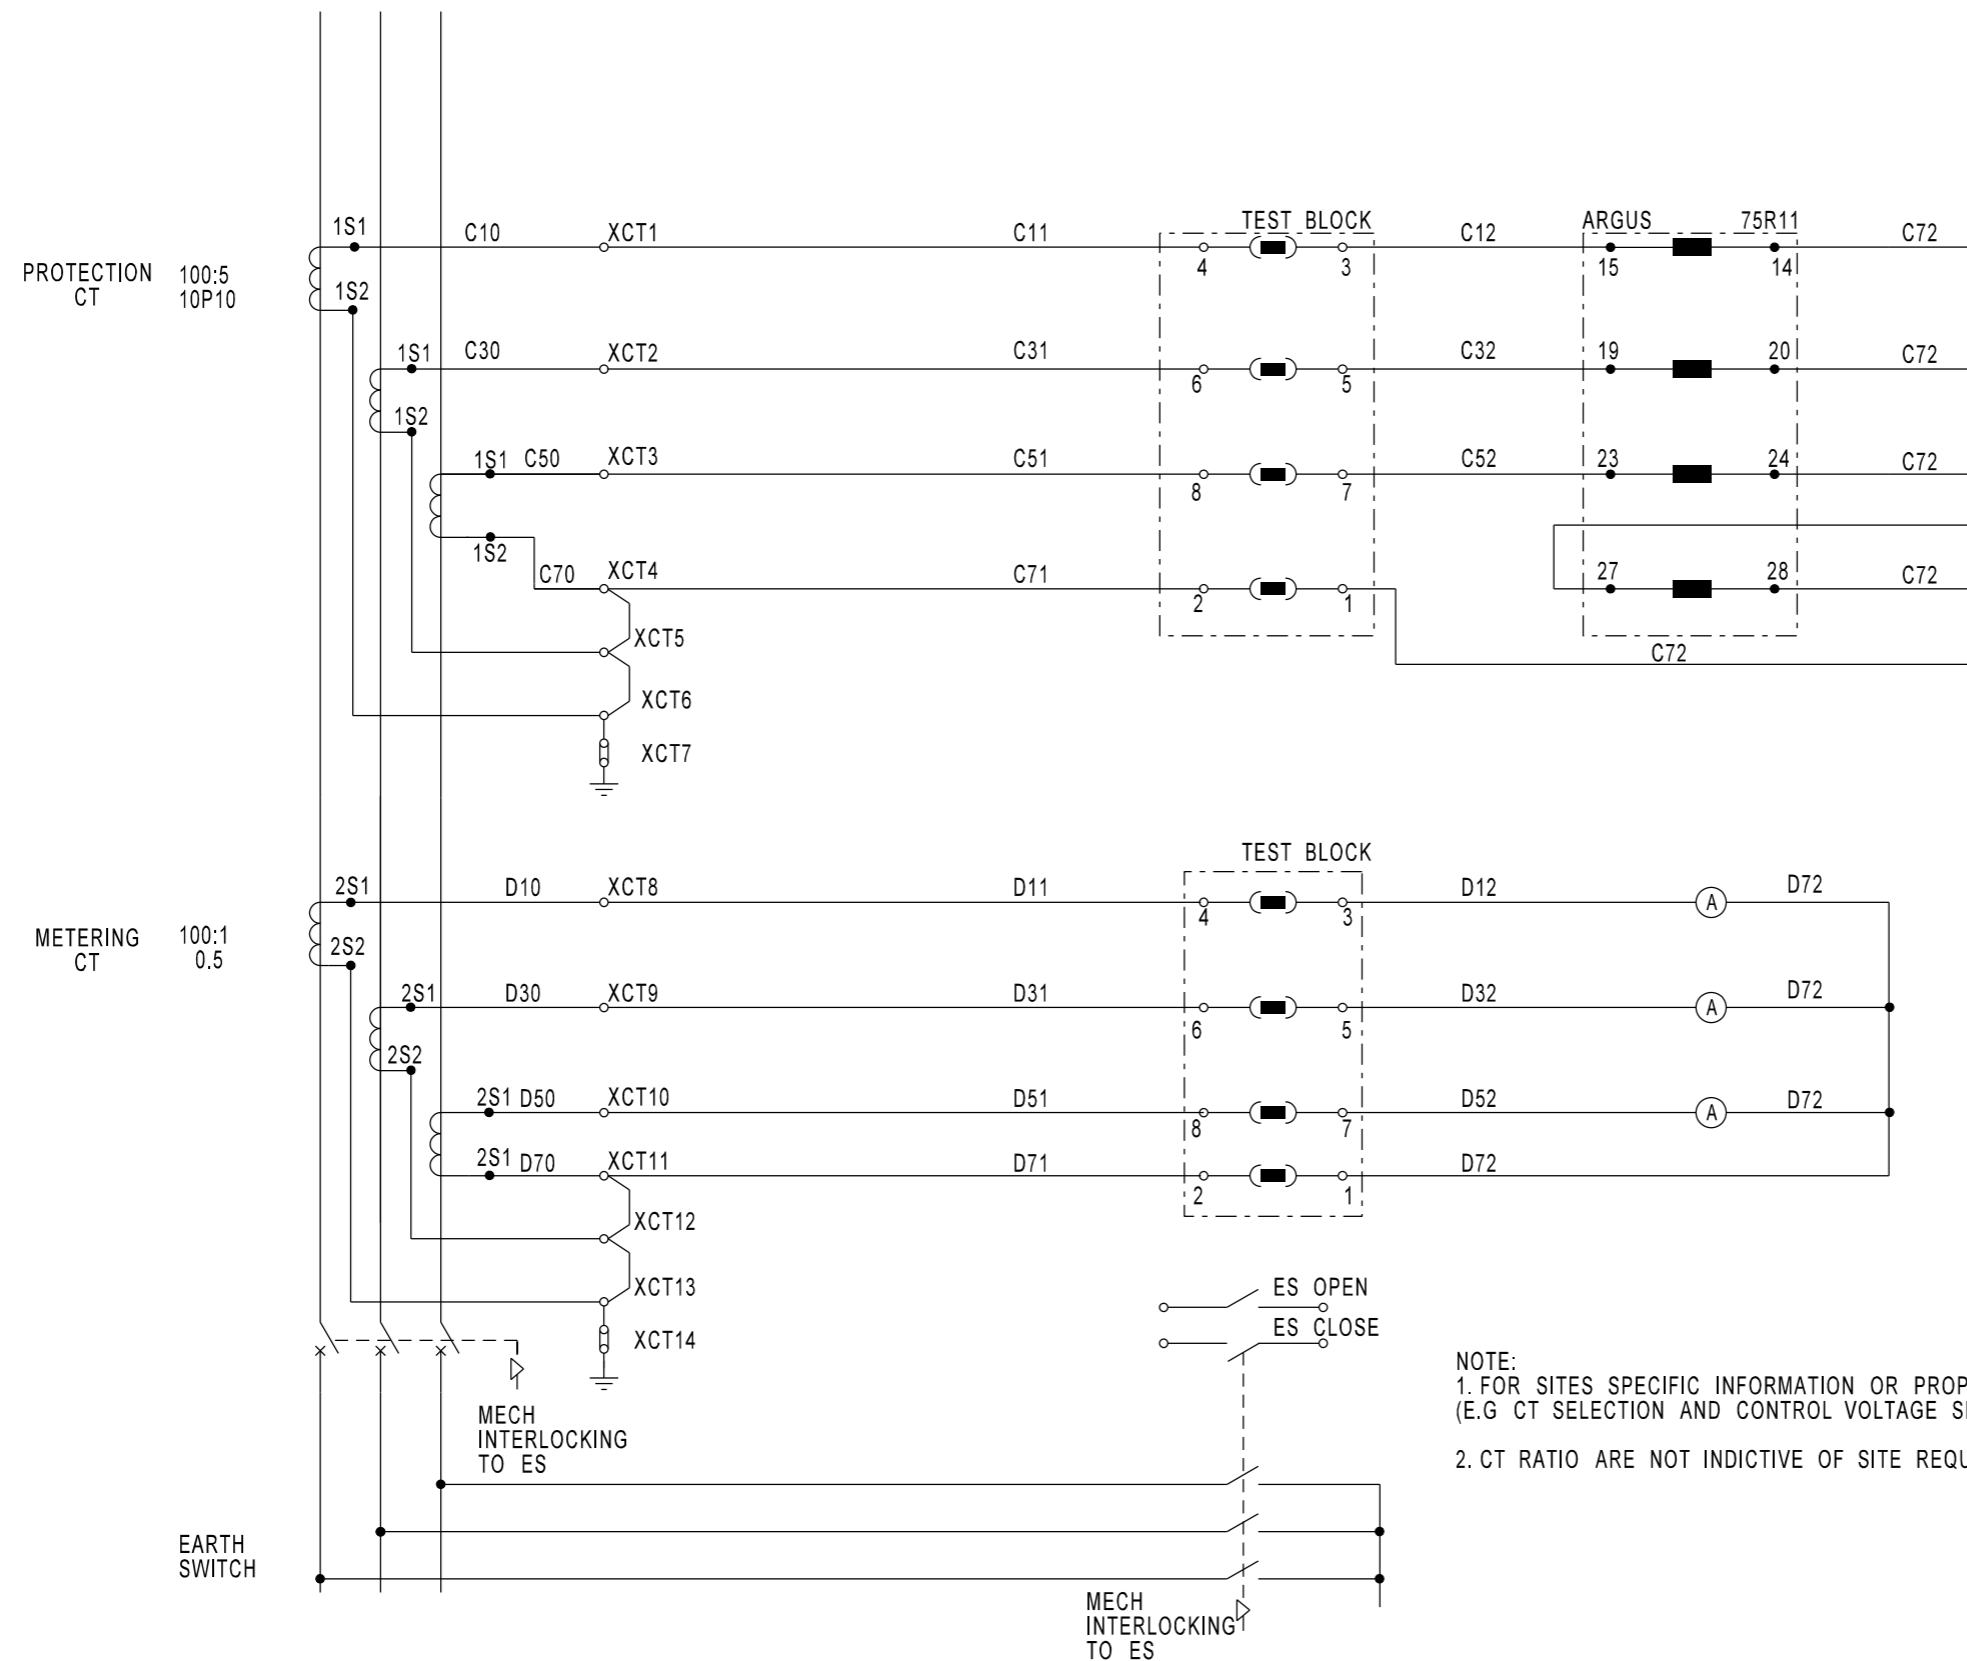 TEST BLOCK ARGUS 75R11
1S1 C10 XCT1 C11 C12 C72
4 3 15 14
PROTECTION 100:5
CT 10P10
1S2
1S1 C30 XCT2 C31 C32 19 20 C72
6 5
1S2
1S1 C50 XCT3 C51 C52 23 24 C72
8 7
1S2
C70 XCT4 C71 27 28 C72
2 1
XCT5
C72
XCT6
XCT7
TEST BLOCK
2S1 D10 XCT8 D11 D12 A D72
4 3
METERING 100:1
CT 0.5
2S2
2S1 D30 XCT9 D31 D32 A D72
6 5
2S2
2S1 D50 XCT10 D51 D52 A D72
8 7
2S1 D70 XCT11 D71 D72
2 1
XCT12
XCT13
ES OPEN
ES CLOSE
XCT14
MECH
INTERLOCKING
TO ES
NOTE:
1. FOR SITES SPECIFIC INFORMATION OR PROP
(E.G CT SELECTION AND CONTROL VOLTAGE
2. CT RATIO ARE NOT INDICTIVE OF SITE REQU
EARTH
SWITCH
MECH
INTERLOCKING
TO ES